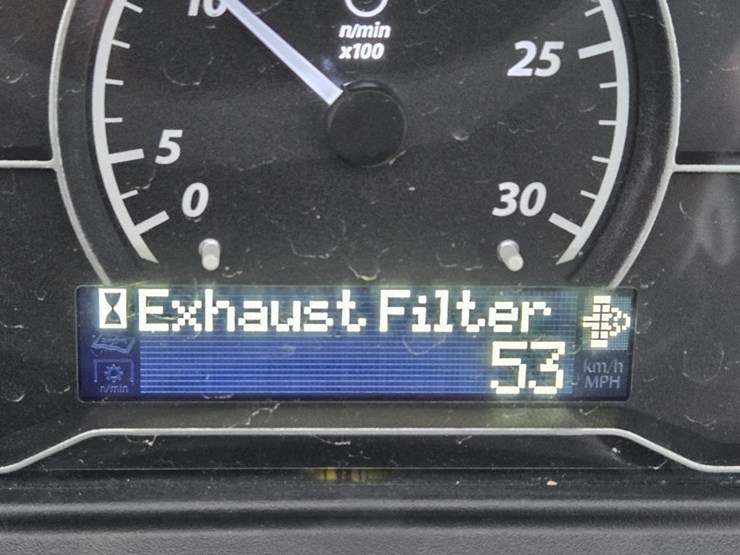 10
n/min
x100
25
5
0
30
Exhaust Filter
53
km/h
MPH
n/min